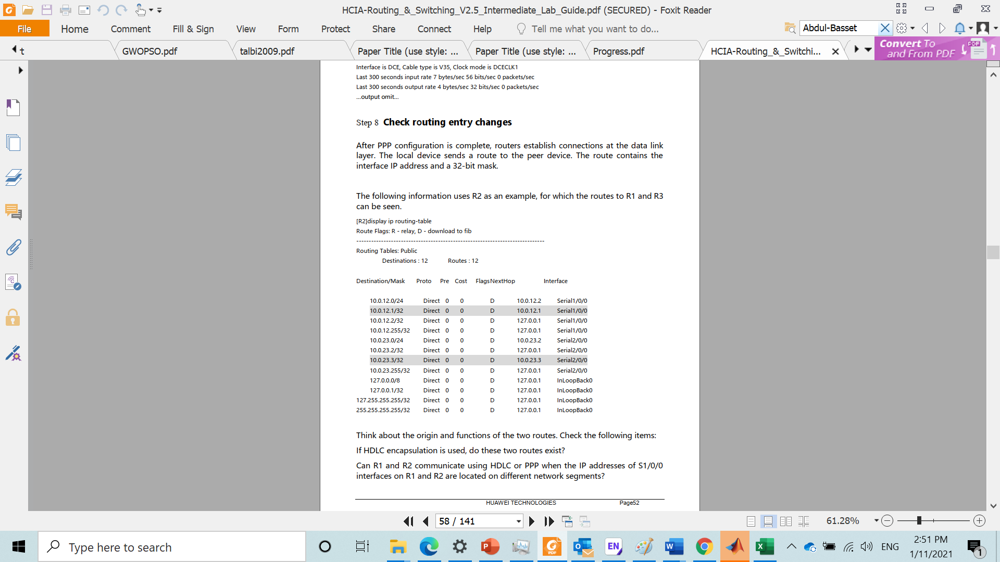 HCIA-Routing_&_Switching_V2.5_Intermediate_Lab_Guide.pdf (SECURED) - Foxit Reader
File Home Comment Fill & Sign View Form Protect Share Connect Help Tell me what you want to do... Abdul-Basset
t GWOPSO.pdf talbi2009.pdf Paper Title (use style: ... Paper Title (use style: ... Progress.pdf HCIA-Routing_&_Switchi... Convert To
and From PDF PDF
Interface is DCE, Cable type is V35, Clock mode is DCECLK1
Last 300 seconds input rate 7 bytes/sec 56 bits/sec 0 packets/sec
Last 300 seconds output rate 4 bytes/sec 32 bits/sec 0 packets/sec
...output omit...
Step 8 Check routing entry changes
After PPP configuration is complete, routers establish connections at the data link
layer. The local device sends a route to the peer device. The route contains the
interface IP address and a 32-bit mask.
The following information uses R2 as an example, for which the routes to R1 and R3
can be seen.
[R2]display ip routing-table
Route Flags: R - relay, D - download to fib
----------------------------------------------------------------------------
Routing Tables: Public
Destinations : 12 Routes : 12
Destination/Mask Proto Pre Cost FlagsNextHop Interface
10.0.12.0/24 Direct 0 0 D 10.0.12.2 Serial1/0/0
10.0.12.1/32 Direct 0 0 D 10.0.12.1 Serial1/0/0
10.0.12.2/32 Direct 0 0 D 127.0.0.1 Serial1/0/0
10.0.12.255/32 Direct 0 0 D 127.0.0.1 Serial1/0/0
10.0.23.0/24 Direct 0 0 D 10.0.23.2 Serial2/0/0
10.0.23.2/32 Direct 0 0 D 127.0.0.1 Serial2/0/0
10.0.23.3/32 Direct 0 0 D 10.0.23.3 Serial2/0/0
10.0.23.255/32 Direct 0 0 D 127.0.0.1 Serial2/0/0
127.0.0.0/8 Direct 0 0 D 127.0.0.1 InLoopBack0
127.0.0.1/32 Direct 0 0 D 127.0.0.1 InLoopBack0
127.255.255.255/32 Direct 0 0 D 127.0.0.1 InLoopBack0
255.255.255.255/32 Direct 0 0 D 127.0.0.1 InLoopBack0
Think about the origin and functions of the two routes. Check the following items:
If HDLC encapsulation is used, do these two routes exist?
Can R1 and R2 communicate using HDLC or PPP when the IP addresses of S1/0/0
interfaces on R1 and R2 are located on different network segments?
HUAWEI TECHNOLOGIES Page52
58 / 141 61.28%
Type here to search EN ENG 2:51 PM
1/11/2021 1